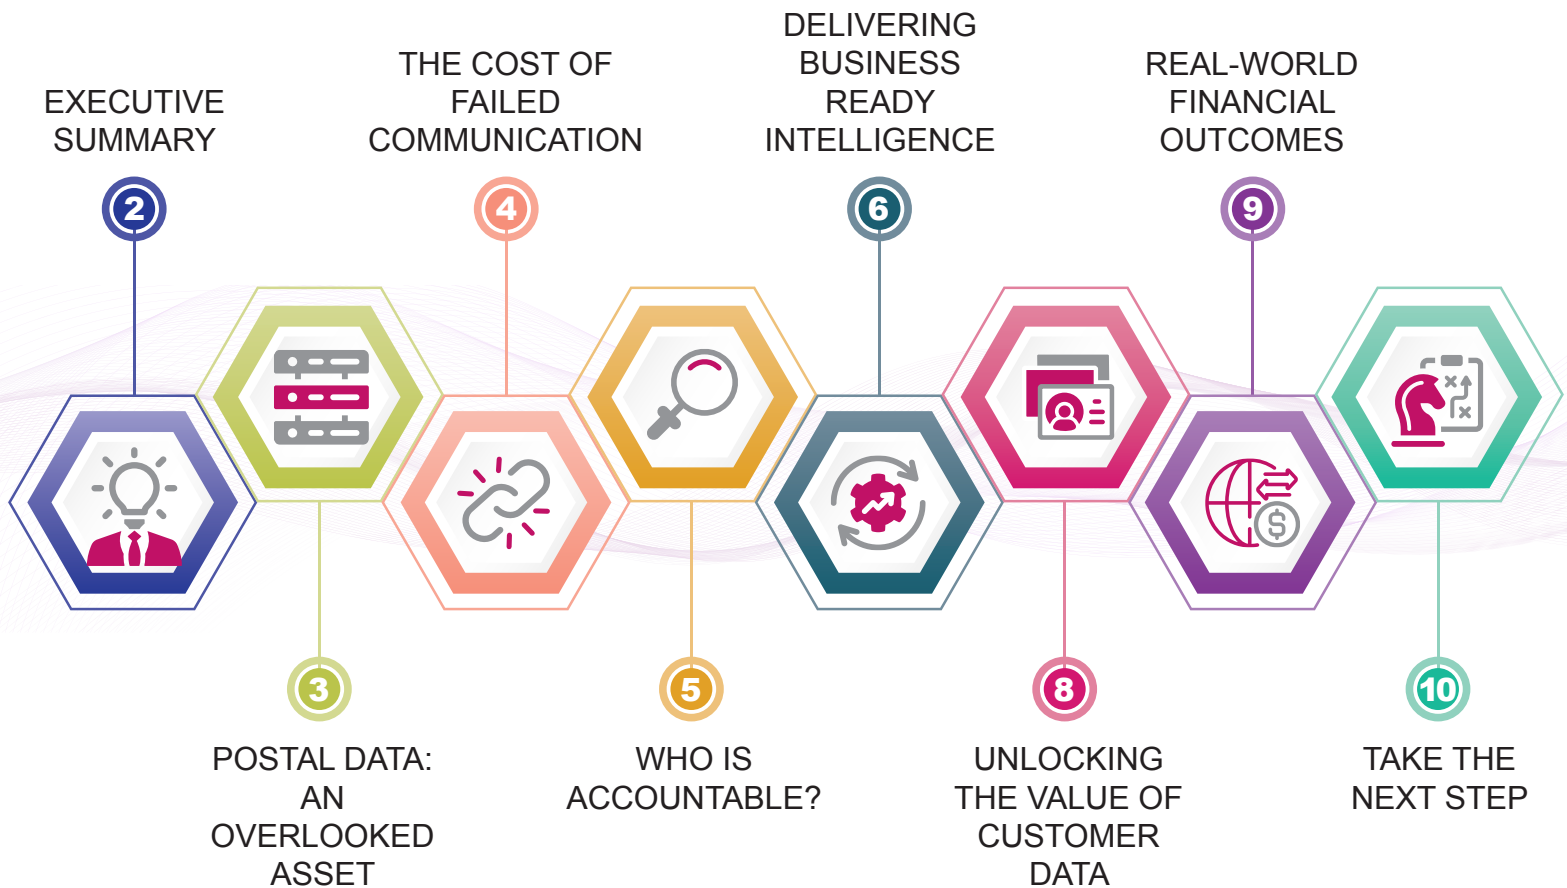 EXECUTIVE
SUMMARY
2
POSTAL DATA:
AN
OVERLOOKED
ASSET
3
THE COST OF
FAILED
COMMUNICATION
4
WHO IS
ACCOUNTABLE?
5
DELIVERING
BUSINESS
READY
INTELLIGENCE
6
UNLOCKING
THE VALUE OF
CUSTOMER
DATA
8
REAL-WORLD
FINANCIAL
OUTCOMES
9
TAKE THE
NEXT STEP
10
$